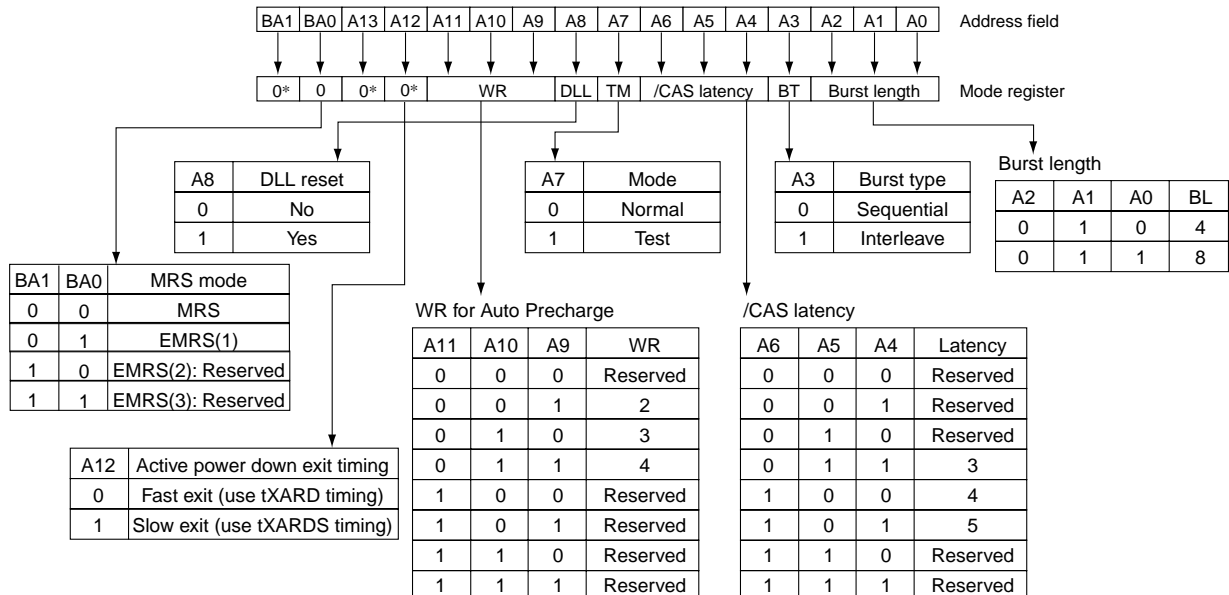 BA1 BA0 A13 A12 A11 A10 A9 A8 A7 A6 A5 A4 A3 A2 A1 A0 Address field
0* 0 0* 0* WR DLL TM /CAS latency BT Burst length Mode register
A8 DLL reset
0 No
1 Yes
A7 Mode
0 Normal
1 Test
A3 Burst type
0 Sequential
1 Interleave
Burst length
A2 A1 A0 BL
0 1 0 4
0 1 1 8
BA1 BA0 MRS mode
0 0 MRS
0 1 EMRS(1)
1 0 EMRS(2): Reserved
1 1 EMRS(3): Reserved
A12 Active power down exit timing
0 Fast exit (use tXARD timing)
1 Slow exit (use tXARDS timing)
WR for Auto Precharge
A11 A10 A9 WR
0 0 0 Reserved
0 0 1 2
0 1 0 3
0 1 1 4
1 0 0 Reserved
1 0 1 Reserved
1 1 0 Reserved
1 1 1 Reserved
/CAS latency
A6 A5 A4 Latency
0 0 0 Reserved
0 0 1 Reserved
0 1 0 Reserved
0 1 1 3
1 0 0 4
1 0 1 5
1 1 0 Reserved
1 1 1 Reserved